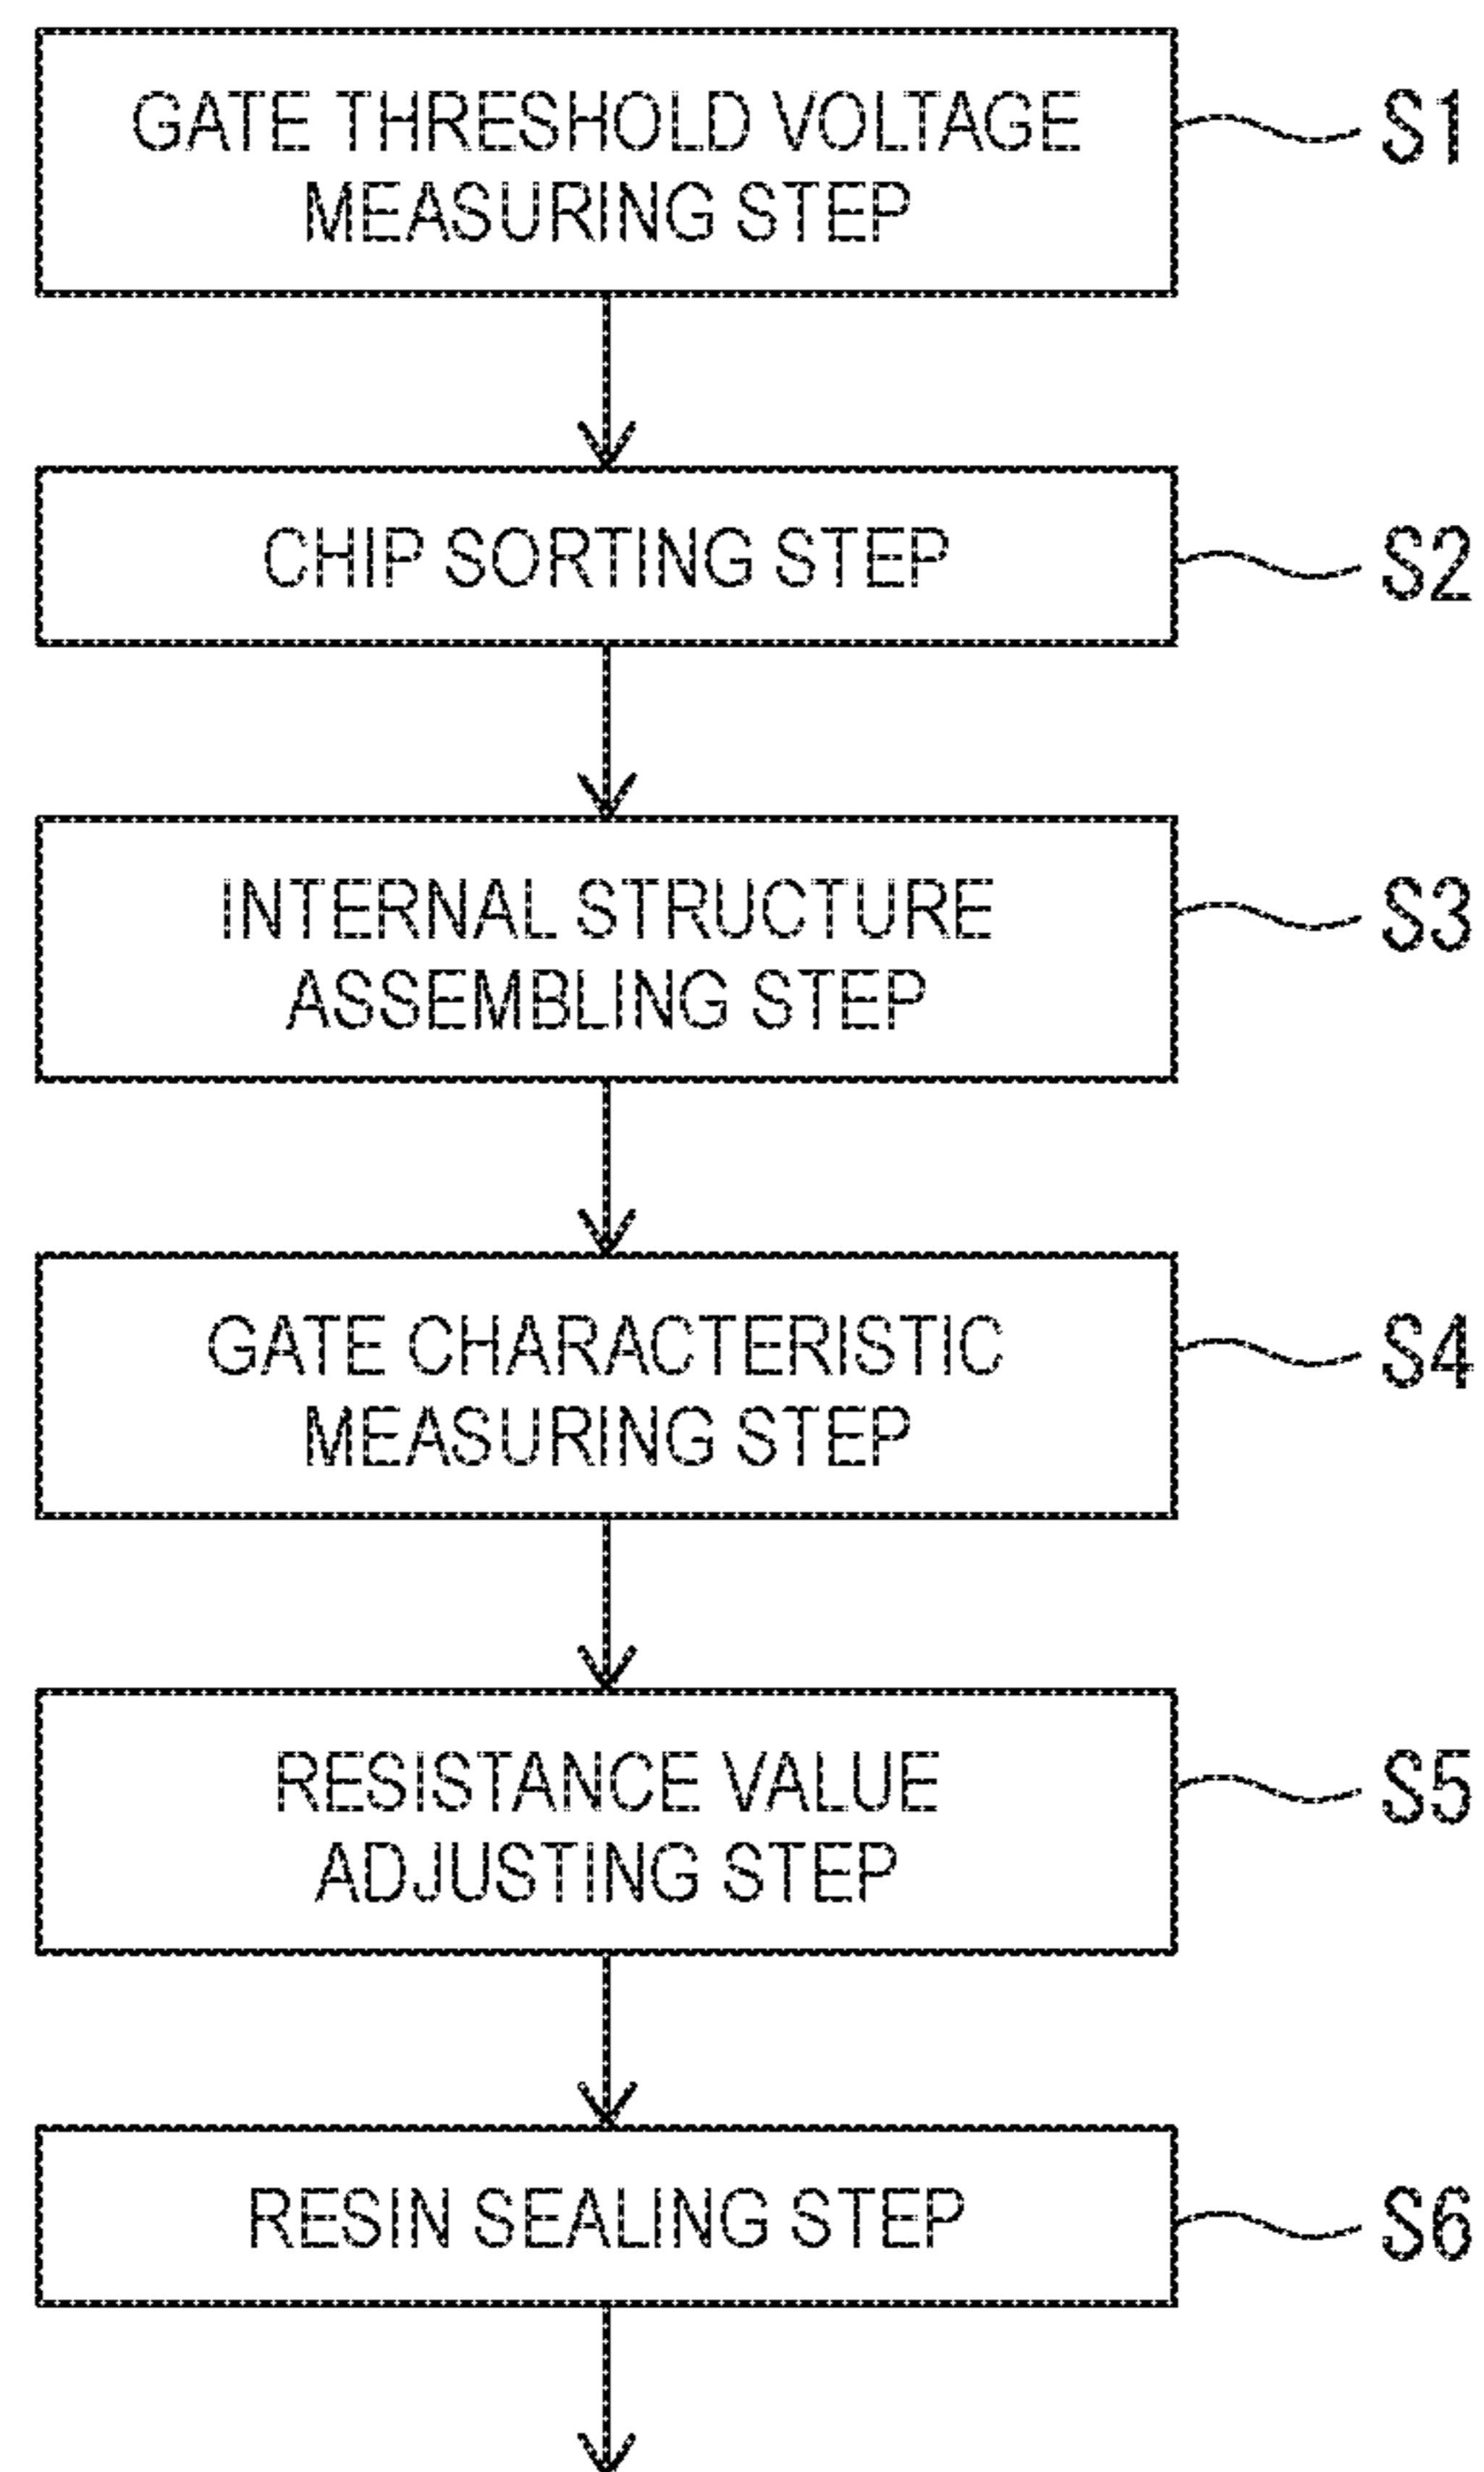 GATE THRESHOLD VOLTAGE
MEASURING STEP
S1
CHIP SORTING STEP
S2
INTERNAL STRUCTURE
ASSEMBLING STEP
S3
GATE CHARACTERISTIC
MEASURING STEP
S4
RESISTANCE VALUE
ADJUSTING STEP
S5
RESIN SEALING STEP
S6